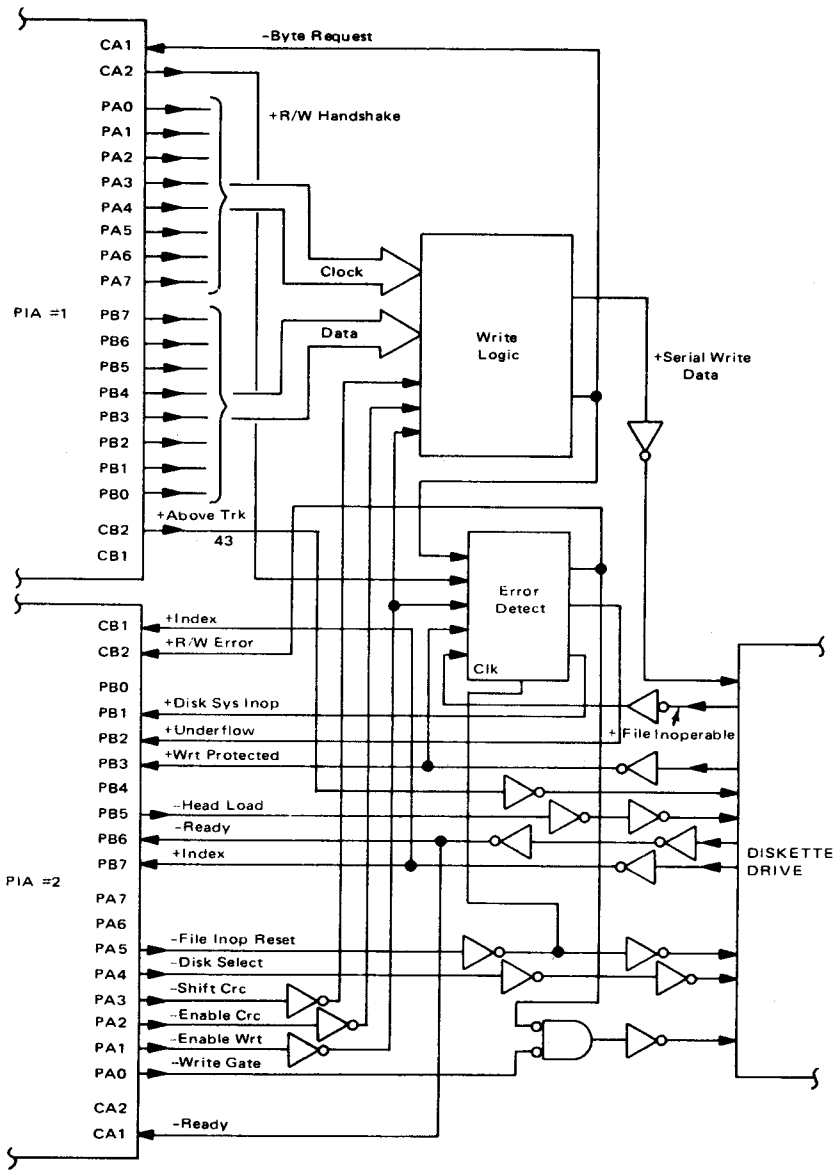 CA1
−Byte Request
CA2
PA0
+R/W Handshake
PA1
PA2
PA3
PA4
PA5
PA6
PA7
Clock
PIA #1
PB7
PB6
PB5
PB4
PB3
PB2
PB1
PB0
Data
Write
Logic
+Serial Write
Data
CB2
+Above Trk
43
CB1
Error
Detect
Clk
CB1
+Index
CB2
+R/W Error
PB0
PB1
+Disk Sys Inop
PB2
+Underflow
+ File Inoperable
PB3
+Wrt Protected
PB4
PB5
−Head Load
PB6
−Ready
PB7
+Index
DISKETTE
DRIVE
PIA #2
PA7
PA6
PA5
−File Inop Reset
PA4
−Disk Select
PA3
−Shift Crc
PA2
−Enable Crc
PA1
−Enable Wrt
PA0
−Write Gate
CA2
CA1
−Ready